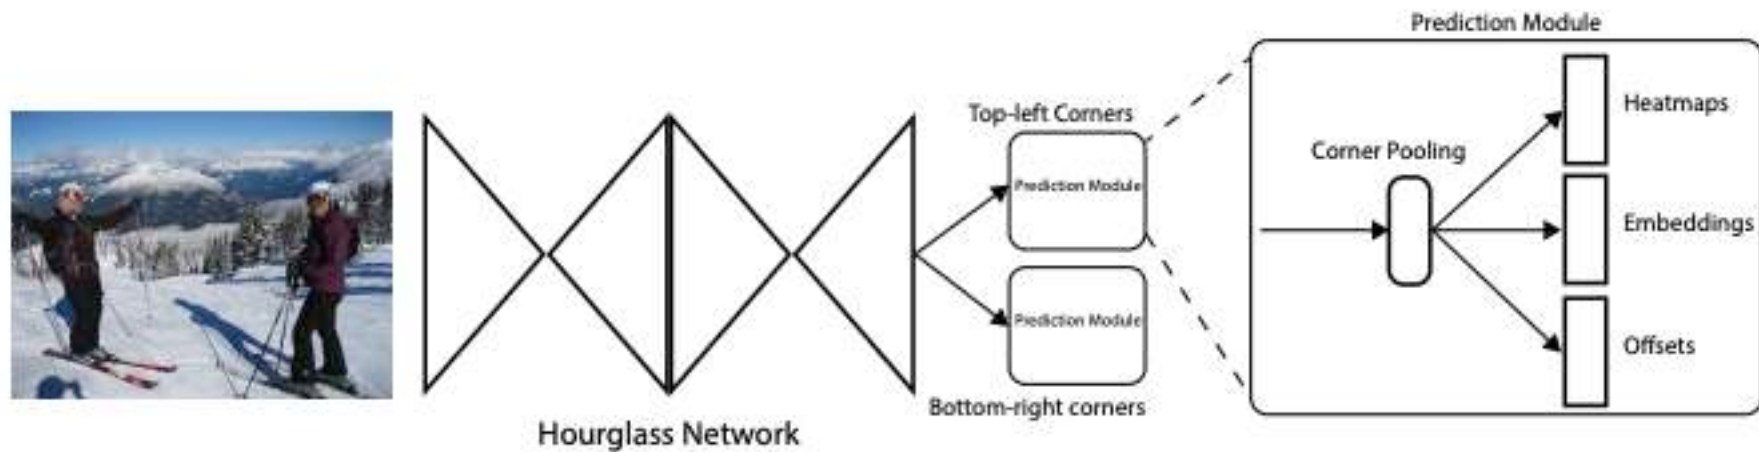 Hourglass Network
Top-left Corners
Prediction Module
Prediction Module
Bottom-right corners
Prediction Module
Corner Pooling
Heatmaps
Embeddings
Offsets